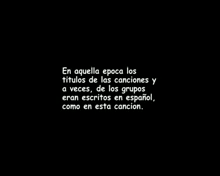 En aquella epoca los
títulos de las canciones y
a veces, de los grupos
eran escritos en español,
como en esta cancion.